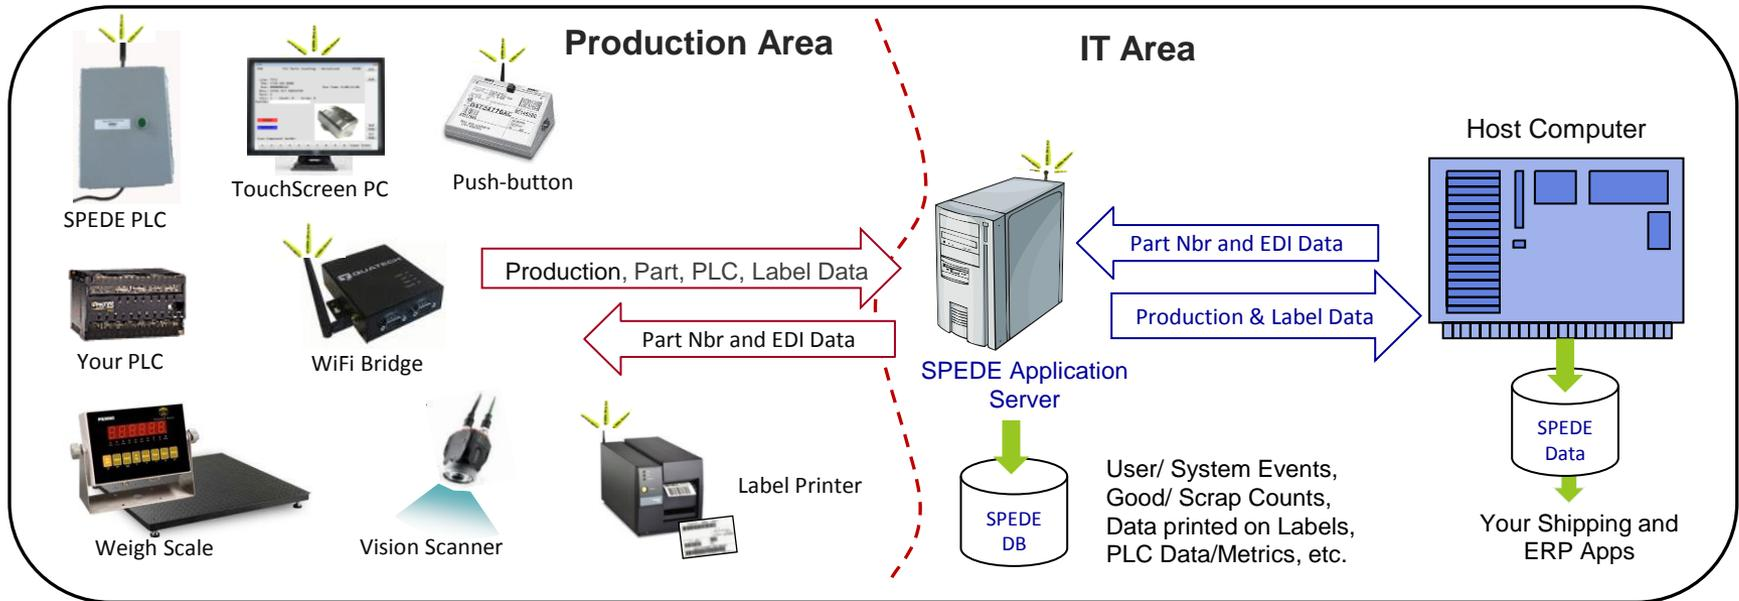 Production Area
IT Area
SPEDE PLC
TouchScreen PC
Push-button
Host Computer
Part Nbr and EDI Data
Production, Part, PLC, Label Data
Production & Label Data
QUATECH
Your PLC
WiFi Bridge
Part Nbr and EDI Data
SPEDE Application
Server
SPEDE
Data
Label Printer
User/ System Events,
Good/ Scrap Counts,
Data printed on Labels,
PLC Data/Metrics, etc.
SPEDE
DB
Your Shipping and
ERP Apps
Weigh Scale
Vision Scanner